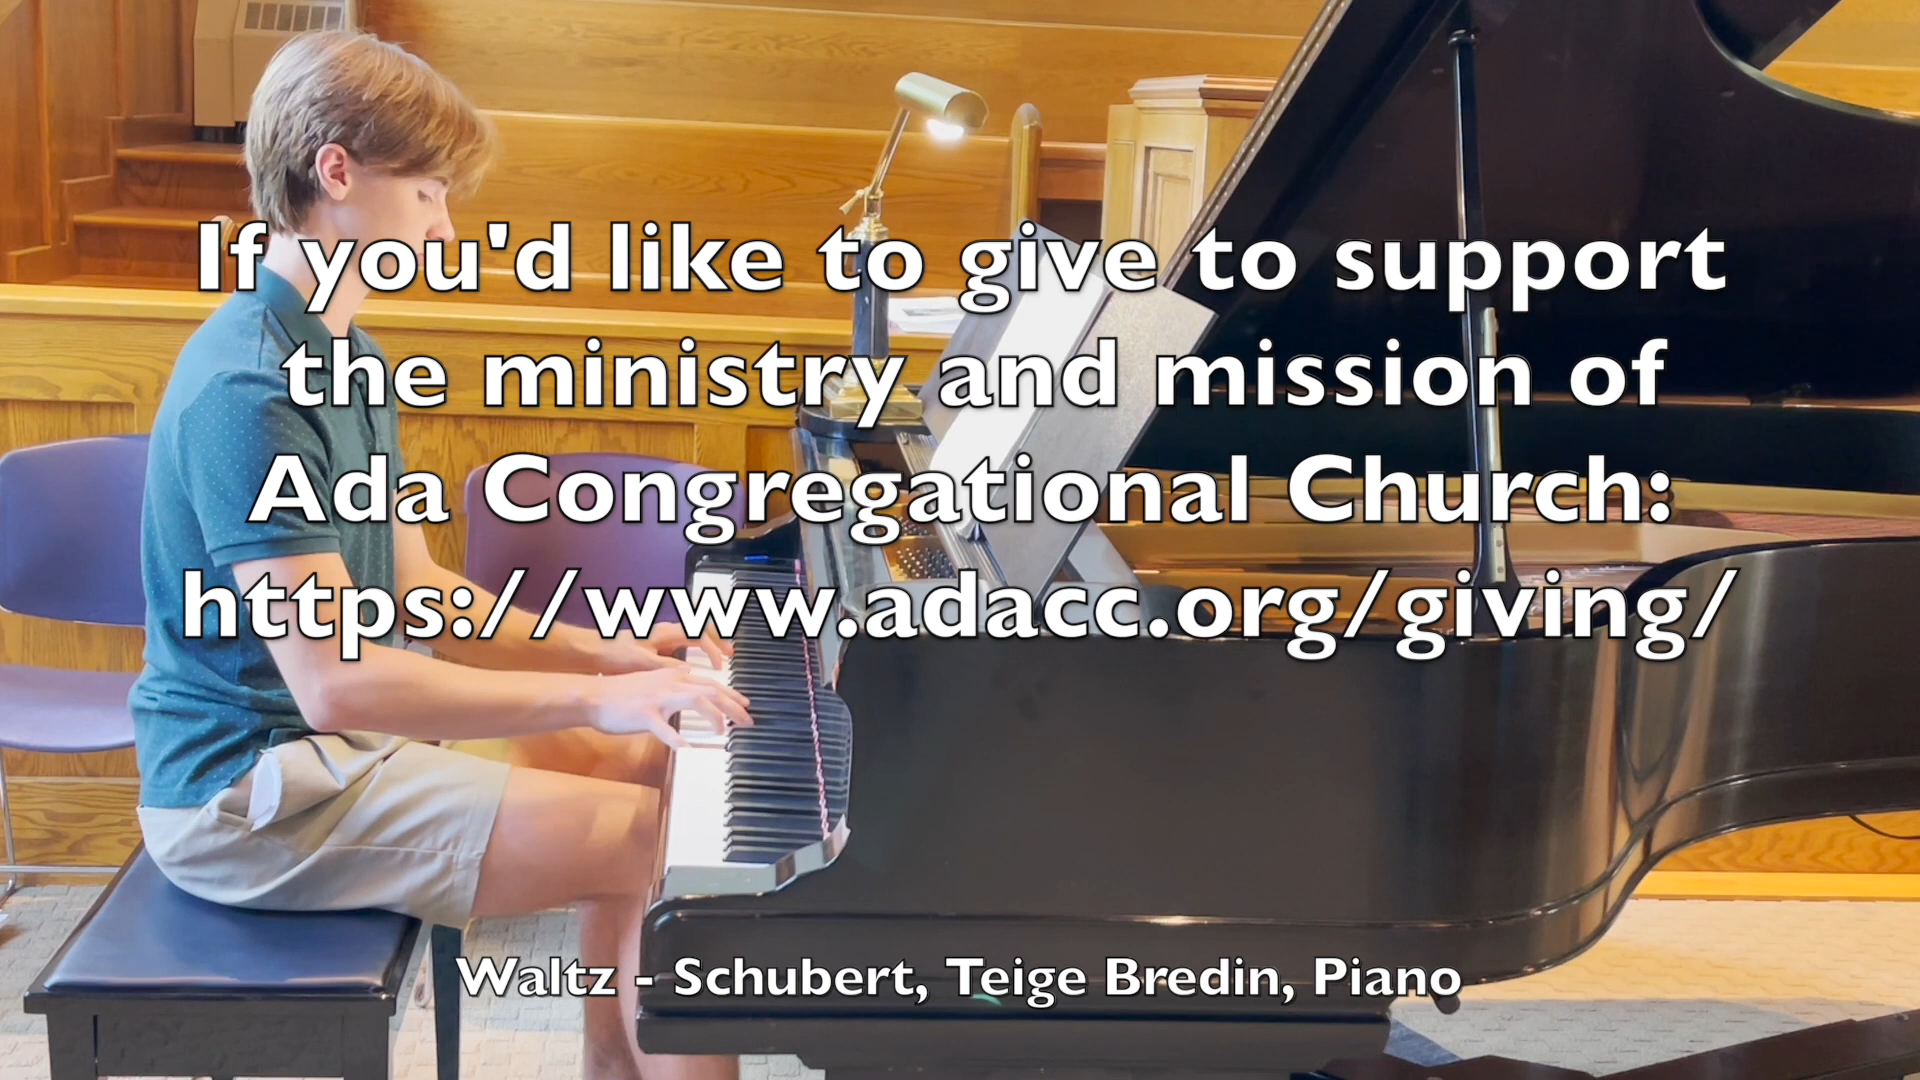 If you'd like to give to support
the ministry and mission of
Ada Congregational Church:
https://www.adacc.org/giving/
Waltz - Schubert, Teige Bredin, Piano